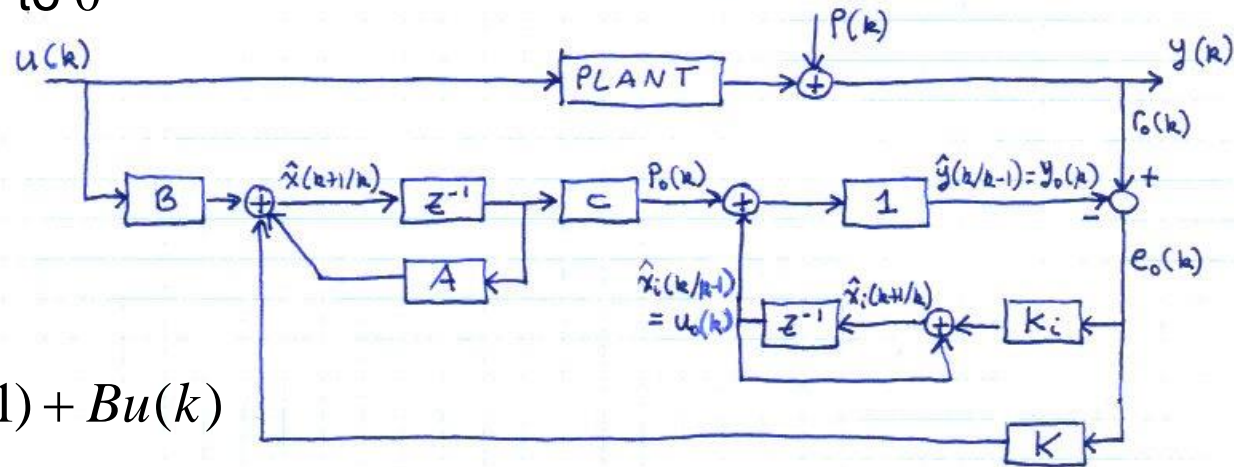 to 0
u(k)
PLANT
P(k)
y(k)
r₀(k)
B
+
x̂(k+1/k)
z⁻¹
C
P₀(k)
+
1
ŷ(k/k-1)=y₀(k)
+
-
A
e₀(k)
x̂ᵢ(k/k-1)
= u₀(k)
z⁻¹
x̂ᵢ(k+1/k)
+
Kᵢ
1) + Bu(k)
K